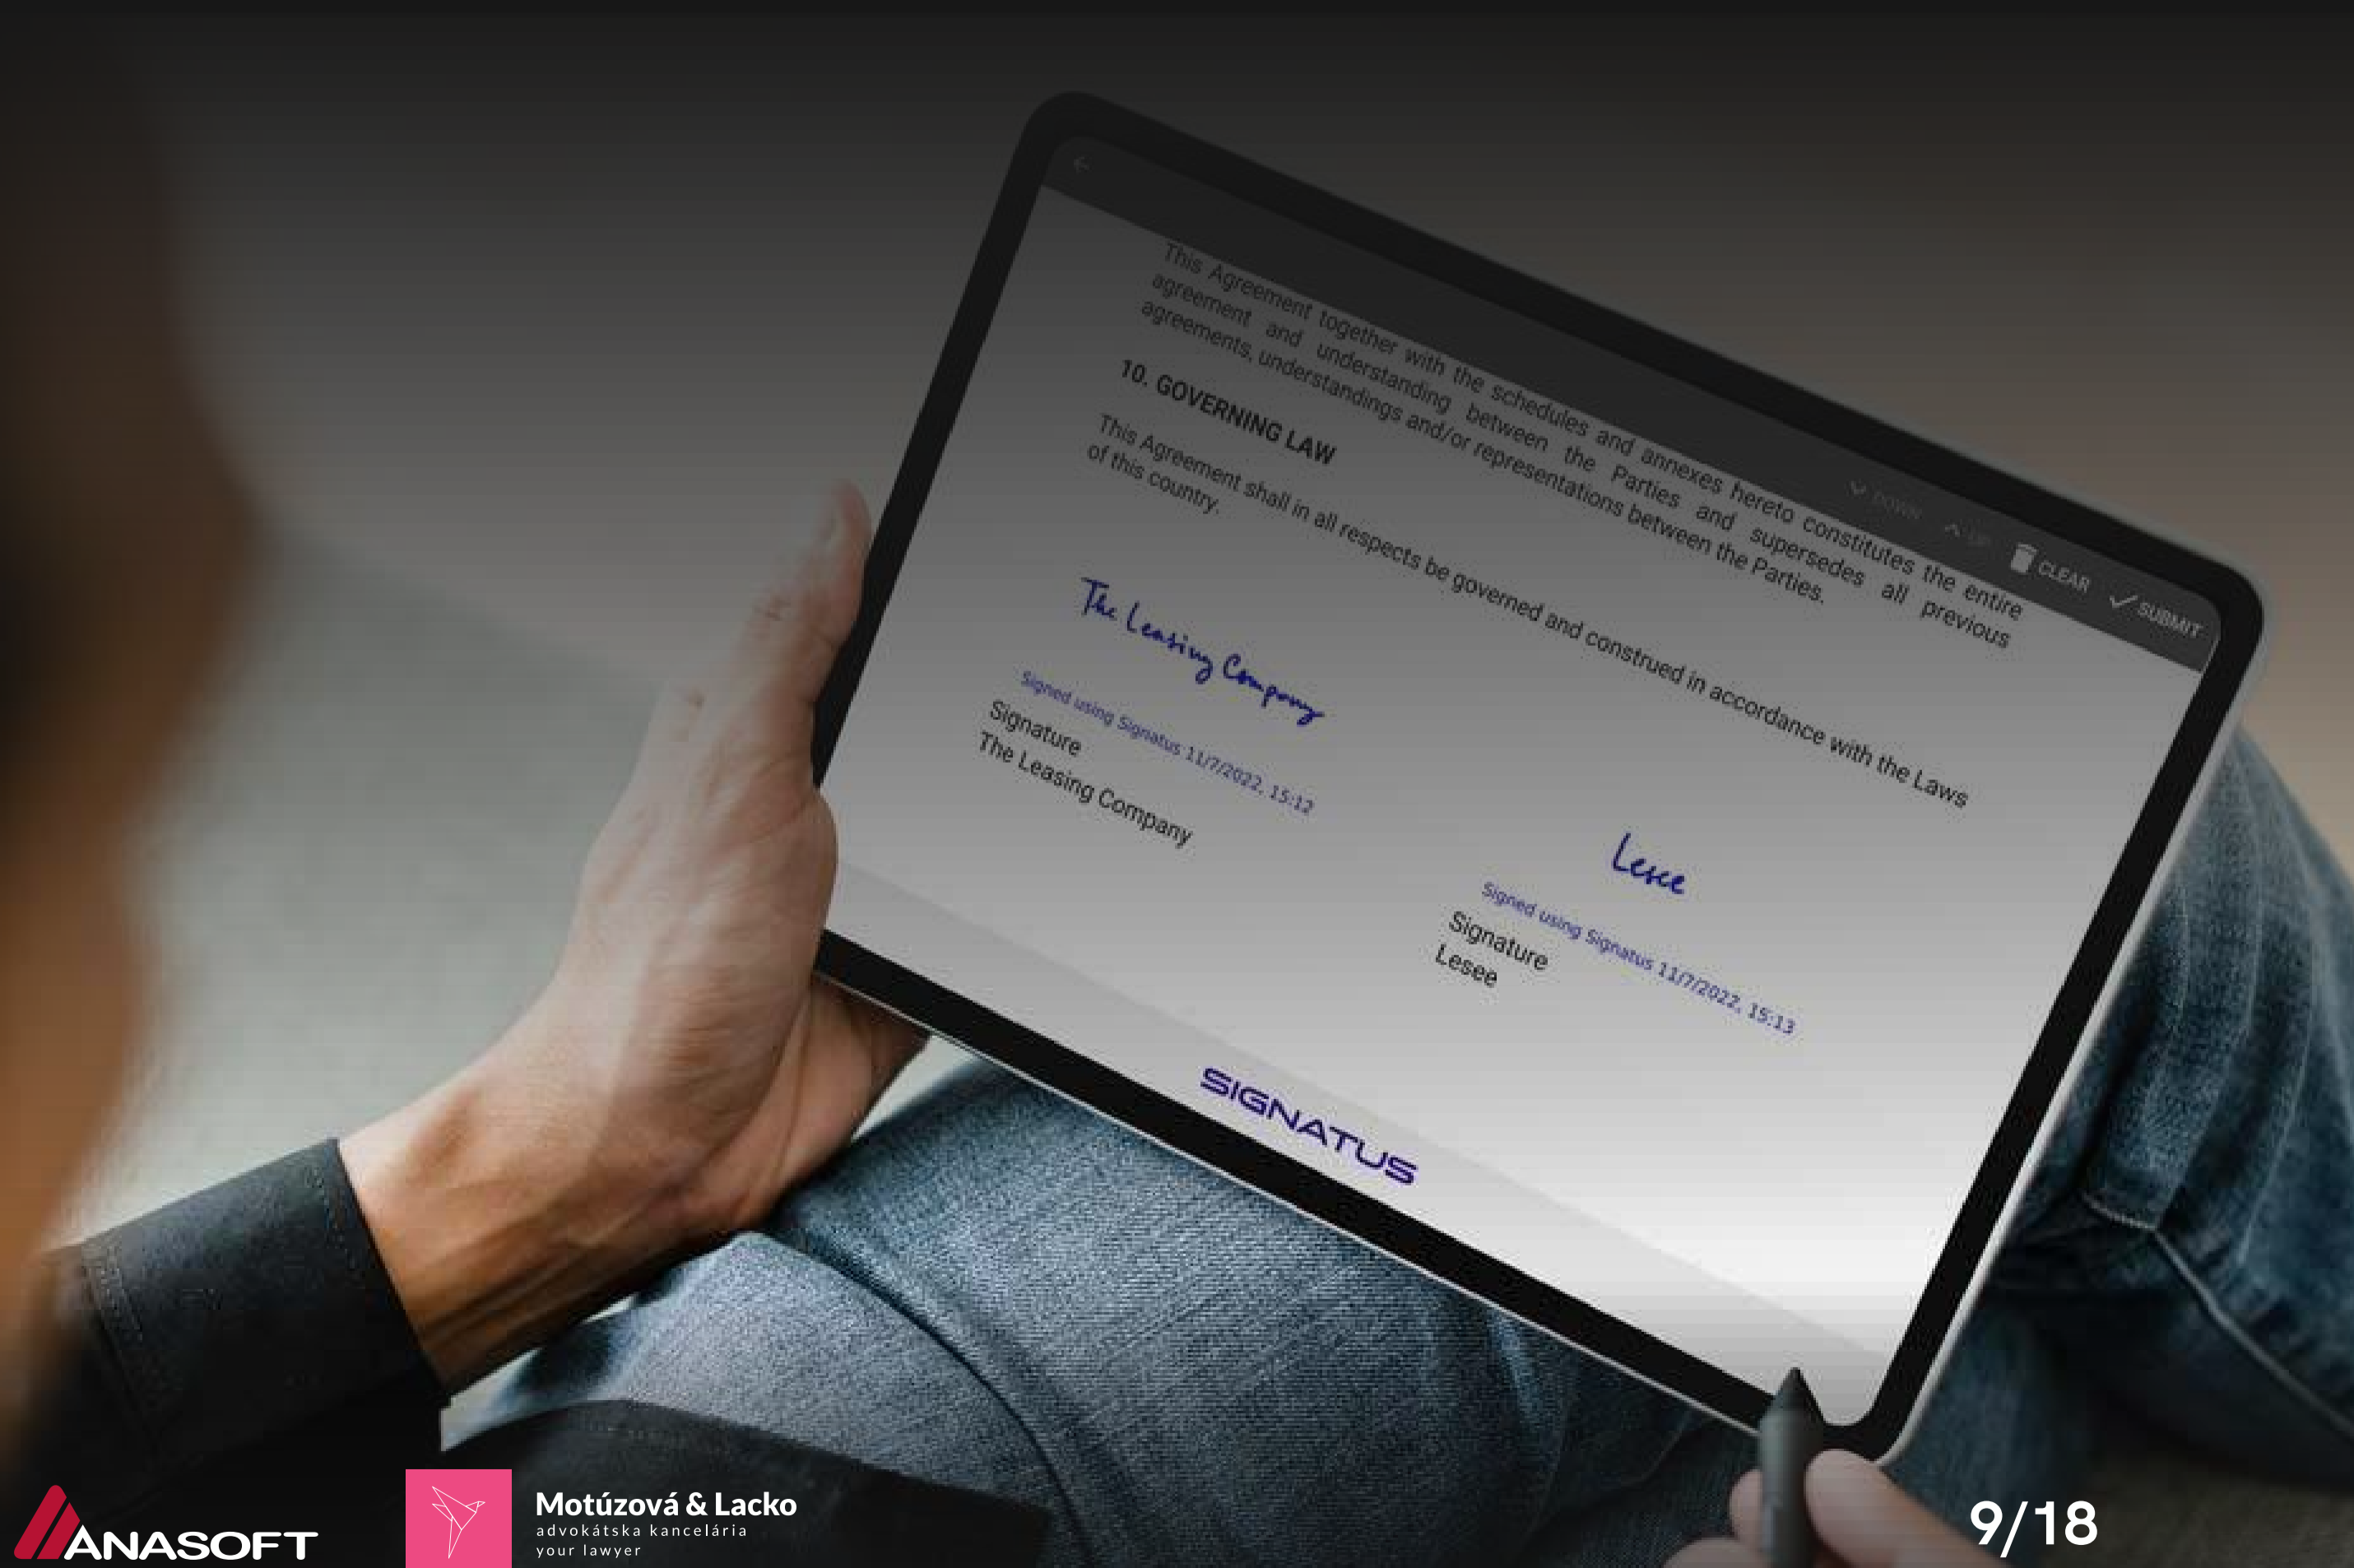 DOWN UP CLEAR SUBMIT
This Agreement together with the schedules and annexes hereto constitutes the entire
agreement and understanding between the Parties and supersedes all previous
agreements, understandings and/or representations between the Parties.
10. GOVERNING LAW
This Agreement shall in all respects be governed and construed in accordance with the Laws
of this country.
The Leasing Company
Signed using Signatus 11/7/2022, 15:12
Signature
The Leasing Company
Lesee
Signed using Signatus 11/7/2022, 15:13
Signature
Lesee
SIGNATUS
ANASOFT
Motúzová & Lacko
advokátska kancelária
your lawyer
9/18